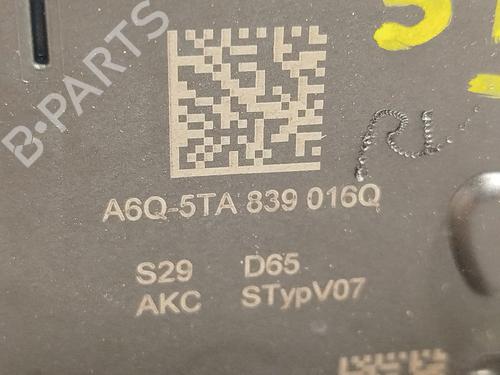 B-PARTS
A6Q-5TA 839 016Q
S29 D65
AKC STypV07